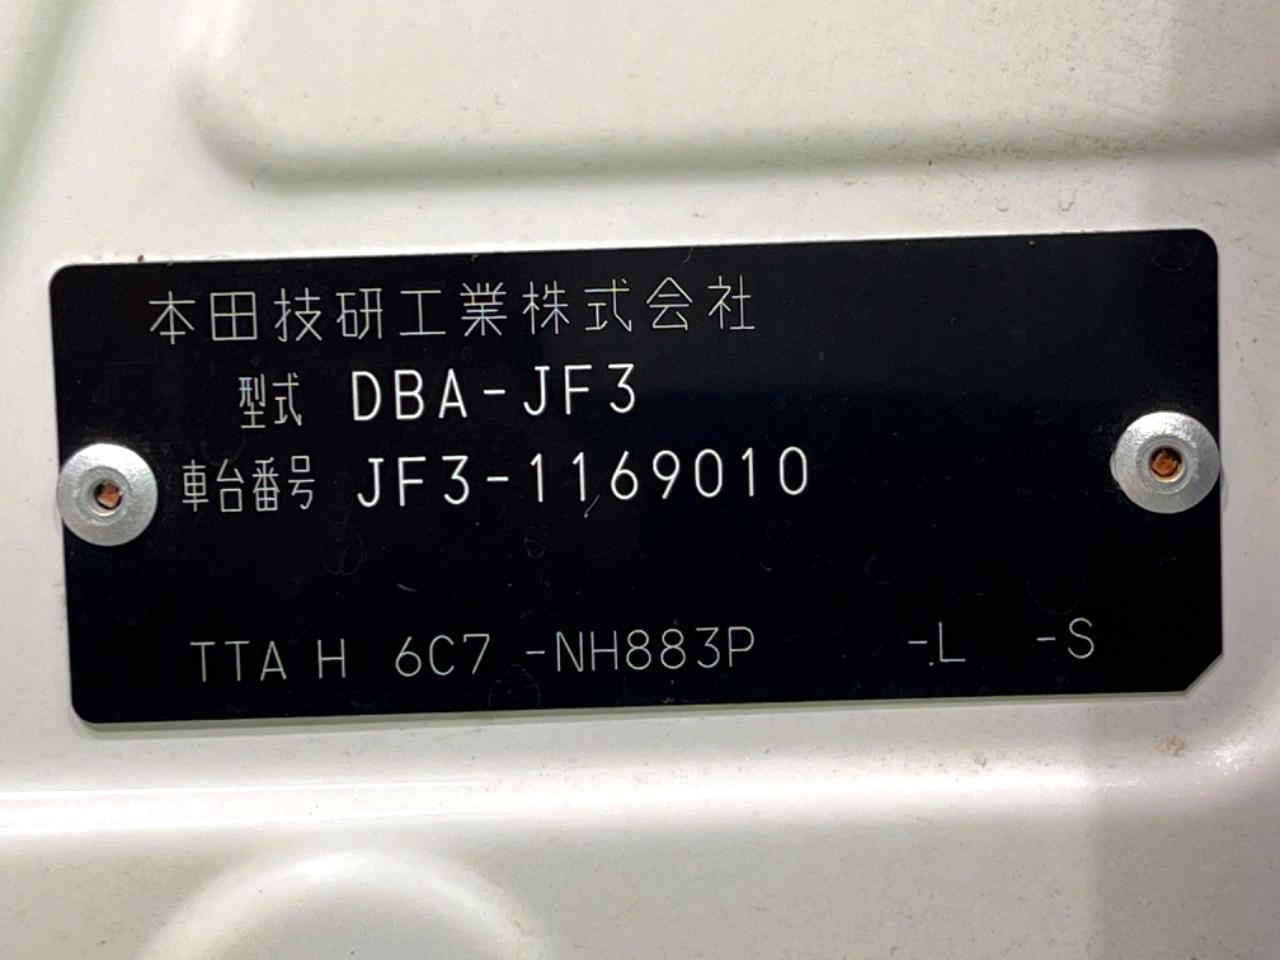 本田技研工業株式会社
型式 DBA-JF3
車台番号 JF3-1169010
TTA H 6C7 -NH883P -L -S